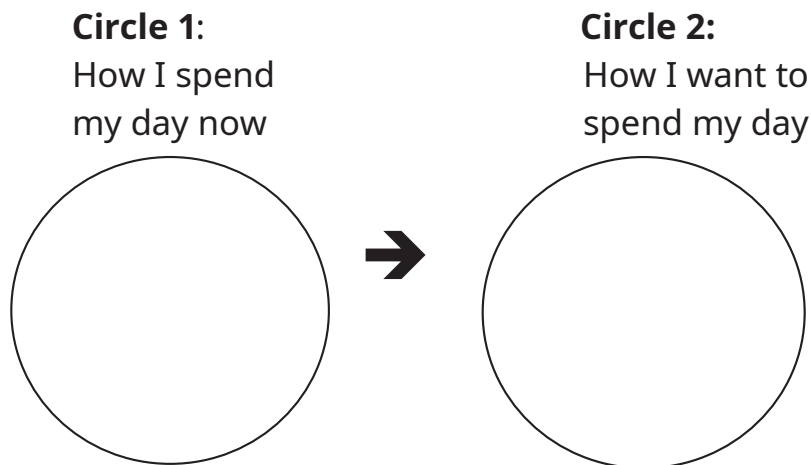 Circle 1:
How I spend
my day now
Circle 2:
How I want to
spend my day